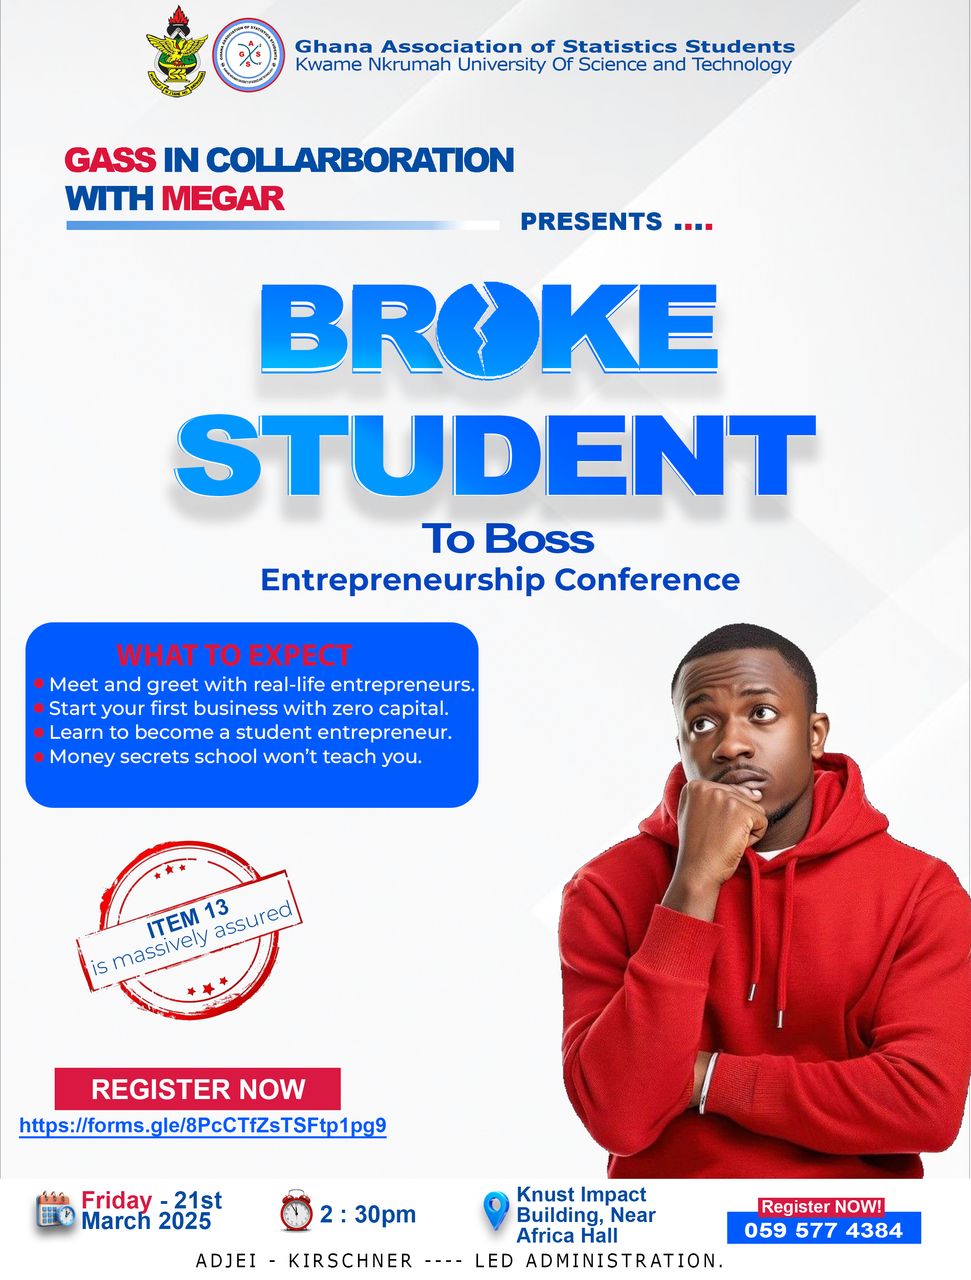 Ghana Association of Statistics Students
Kwame Nkrumah University Of Science and Technology
GASS IN COLLARBORATION
WITH MEGAR
PRESENTS ....
BROKE
STUDENT
To Boss
Entrepreneurship Conference
WHAT TO EXPECT
Meet and greet with real-life entrepreneurs.
Start your first business with zero capital.
Learn to become a student entrepreneur.
Money secrets school won't teach you.
ITEM 13
is massively assured
REGISTER NOW
https://forms.gle/8PcCTfZsTSFtp1pg9
Friday - 21st
March 2025
2 : 30pm
Knust Impact
Building, Near
Africa Hall
Register NOW!
059 577 4384
ADJEI - KIRSCHNER ---- LED ADMINISTRATION.